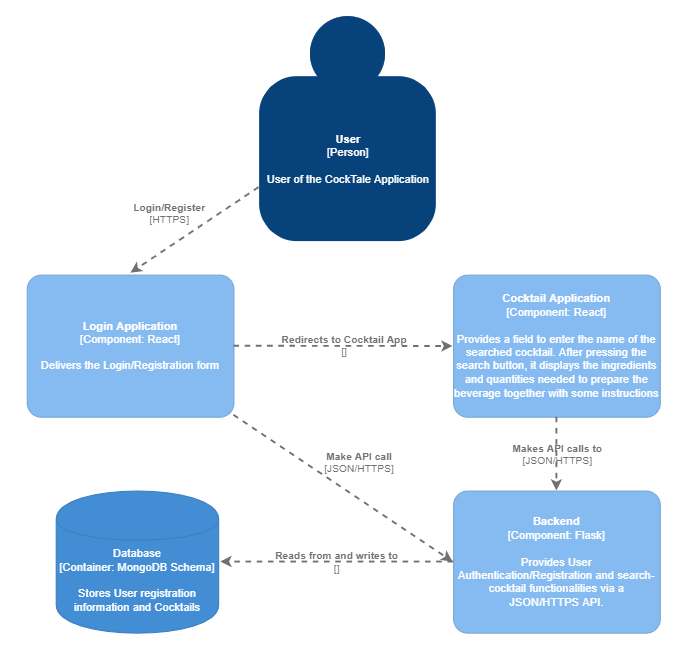 User
[Person]
User of the CockTale Application
Login/Register
[HTTPS]
Login Application
[Component: React]
Delivers the Login/Registration form
Redirects to Cocktail App
[]
Cocktail Application
[Component: React]
Provides a field to enter the name of the
searched cocktail. After pressing the
search button, it displays the ingredients
and quantities needed to prepare the
beverage together with some instructions
Make API call
[JSON/HTTPS]
Makes API calls to
[JSON/HTTPS]
Database
[Container: MongoDB Schema]
Stores User registration
information and Cocktails
Reads from and writes to
[]
Backend
[Component: Flask]
Provides User
Authentication/Registration and search-
cocktail functionalities via a
JSON/HTTPS API.